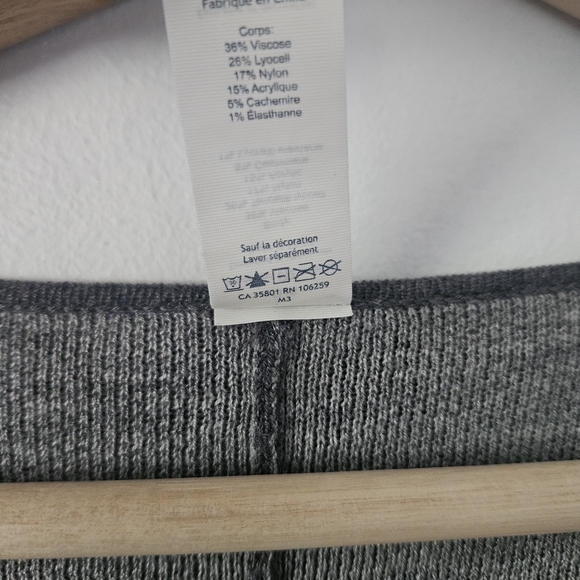 Fabriqué en Chine
Corps:
36% Viscose
26% Lyocell
17% Nylon
15% Acrylique
5% Cachemire
1% Élasthanne
Sauf la décoration
Laver séparément
30
CA 35801 RN 106259
M3